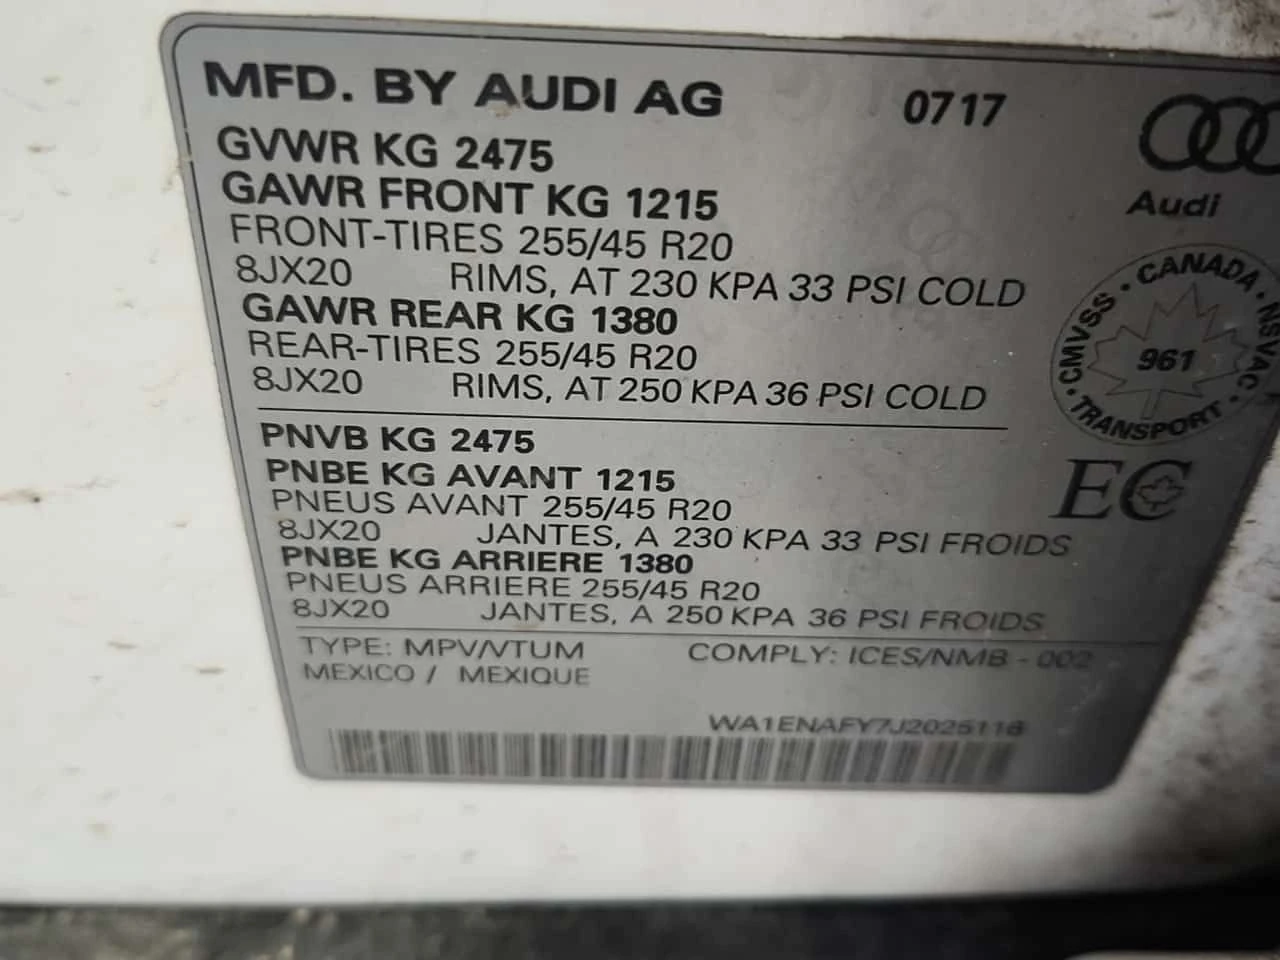 MFD. BY AUDI AG 0717
GVWR KG 2475
GAWR FRONT KG 1215
FRONT-TIRES 255/45 R20
8JX20 RIMS, AT 230 KPA 33 PSI COLD
GAWR REAR KG 1380
REAR-TIRES 255/45 R20
8JX20 RIMS, AT 250 KPA 36 PSI COLD
Audi
CMVSS · CANADA · NSVAC
961
· TRANSPORT ·
EC
PNVB KG 2475
PNBE KG AVANT 1215
PNEUS AVANT 255/45 R20
8JX20 JANTES, A 230 KPA 33 PSI FROIDS
PNBE KG ARRIERE 1380
PNEUS ARRIERE 255/45 R20
8JX20 JANTES, A 250 KPA 36 PSI FROIDS
TYPE: MPV/VTUM COMPLY: ICES/NMB - 002
MEXICO / MEXIQUE
WA1ENAFY7J2025116